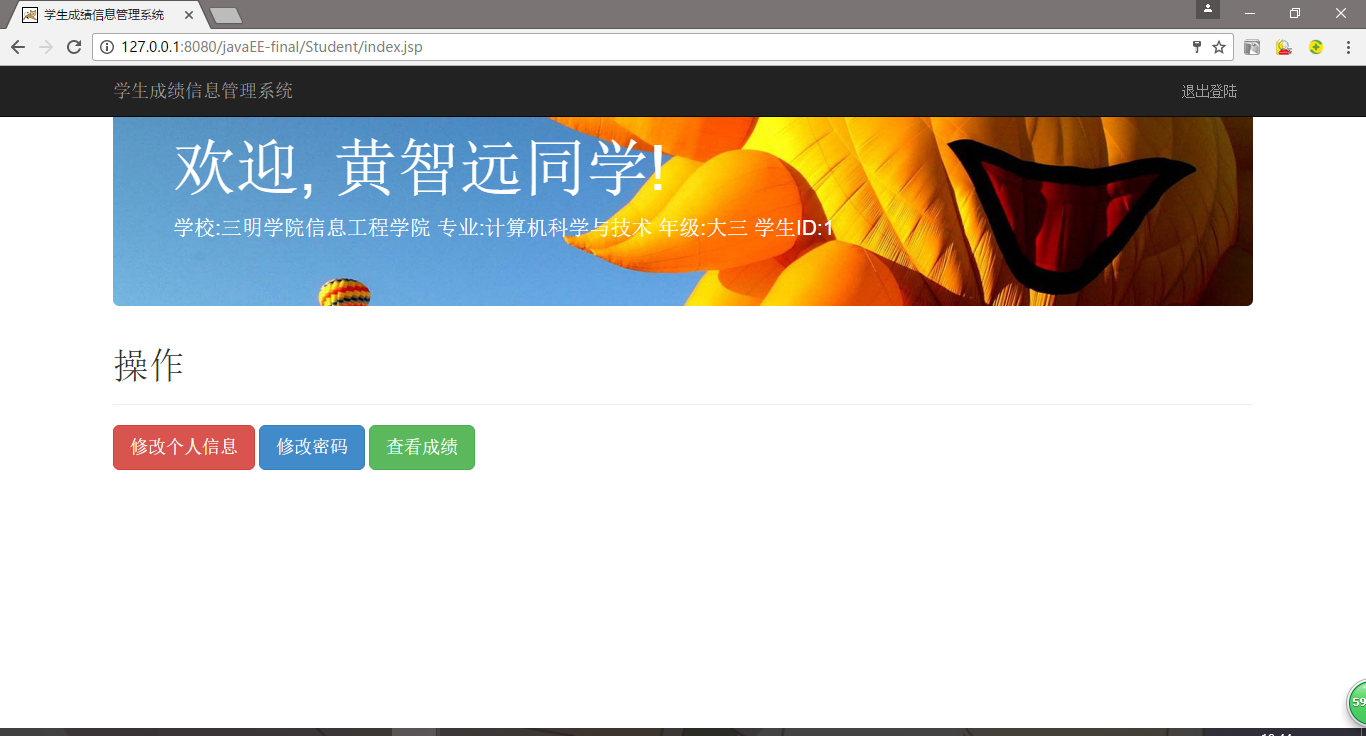 学生成绩信息管理系统
127.0.0.1:8080/javaEE-final/Student/index.jsp
学生成绩信息管理系统
退出登陆
欢迎, 黄智远同学!
学校:三明学院信息工程学院 专业:计算机科学与技术 年级:大三 学生ID:1
操作
修改个人信息
修改密码
查看成绩